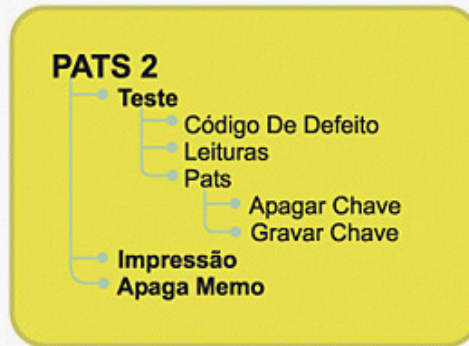 PATS 2
Teste
Código De Defeito
Leituras
Pats
Apagar Chave
Gravar Chave
Impressão
Apaga Memo